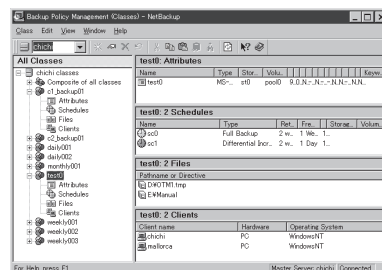 Backup Policy Management (Classes) - NetBackup
Class Edit View Window Help
chichi
All Classes
chichi classes
Composite of all classes
c1_backup01
Attributes
Schedules
Files
Clients
c2_backup01
daily001
daily002
monthly001
test0
Attributes
Schedules
Files
Clients
weekly001
weekly002
weekly003
test0: Attributes
Name Type Stor... Volu... Keyw...
test0 MS-... st0 pool0
test0: 2 Schedules
Name Type Ret... Fre... Storag... Volum...
sc0 Full Backup 2 w... 1 We... 1...
sc1 Differential Incr... 2 w... 1 Day 1...
test0: 2 Files
Pathname or Directive
D:¥OTM1.tmp
E:¥Manual
test0: 2 Clients
Client name Hardware Operating System
chichi PC WindowsNT
mallorca PC WindowsNT
For Help, press F1
Master Server: chichi Connected